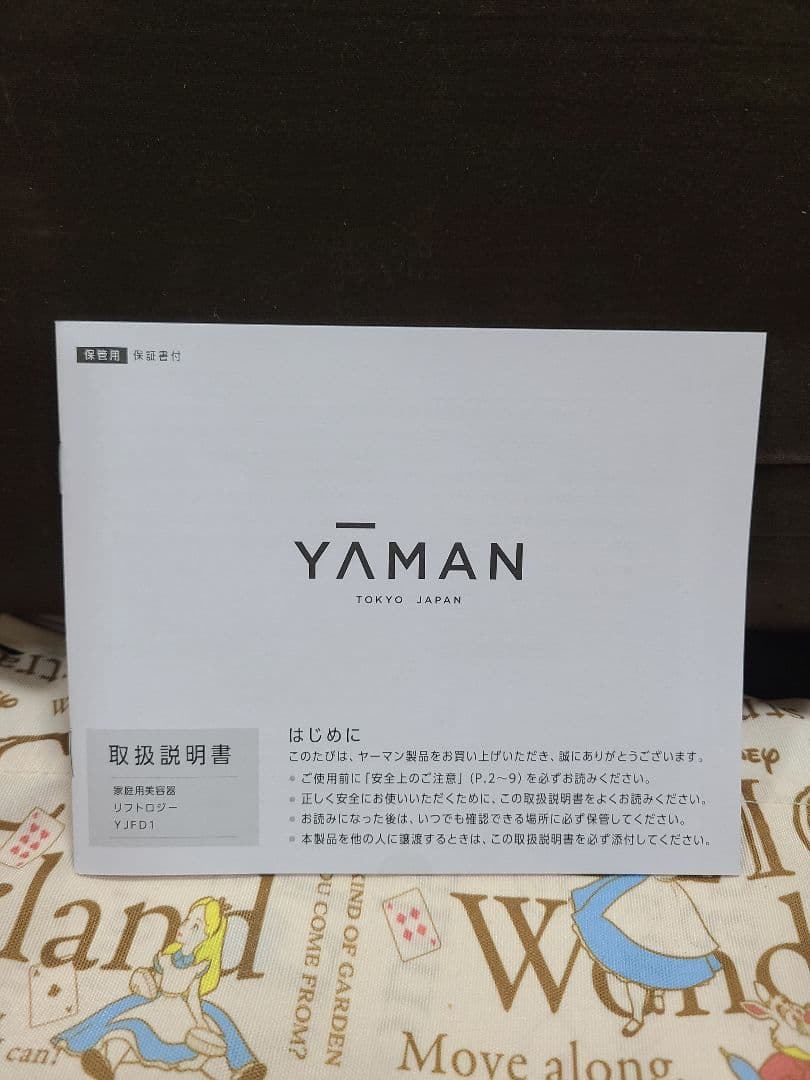 保管用 保証書付
YĀMAN
TOKYO JAPAN
取扱説明書
家庭用美容器
リフトロジー
YJFD1
はじめに
このたびは、ヤーマン製品をお買い上げいただき、誠にありがとうございます。
● ご使用前に「安全上のご注意」(P.2～9)を必ずお読みください。
● 正しく安全にお使いいただくために、この取扱説明書をよくお読みください。
● お読みになった後は、いつでも確認できる場所に必ず保管してください。
● 本製品を他の人に譲渡するときは、この取扱説明書を必ず添付してください。
land
KIND OF GARDEN
YOU COME FROM?
Wond
can!
Move along.